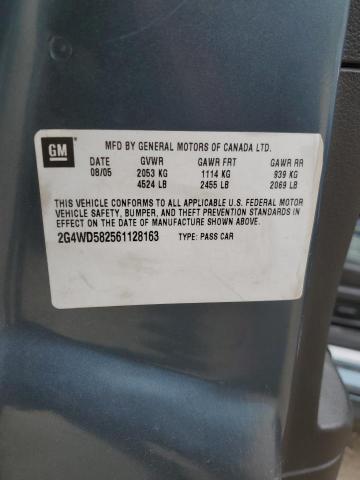 GM
MFD BY GENERAL MOTORS OF CANADA LTD.
DATE GVWR GAWR FRT GAWR RR
08/05 2053 KG 1114 KG 939 KG
4524 LB 2455 LB 2069 LB
THIS VEHICLE CONFORMS TO ALL APPLICABLE U.S. FEDERAL MOTOR
VEHICLE SAFETY, BUMPER, AND THEFT PREVENTION STANDARDS IN
EFFECT ON THE DATE OF MANUFACTURE SHOWN ABOVE.
2G4WD582561128163 TYPE: PASS CAR